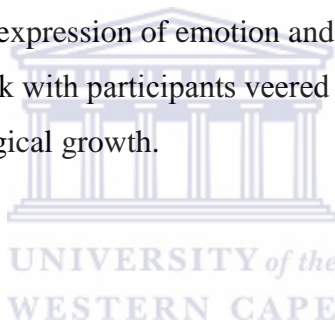 expression of emotion and
k with participants veered
gical growth.
UNIVERSITY of the
WESTERN CAPE